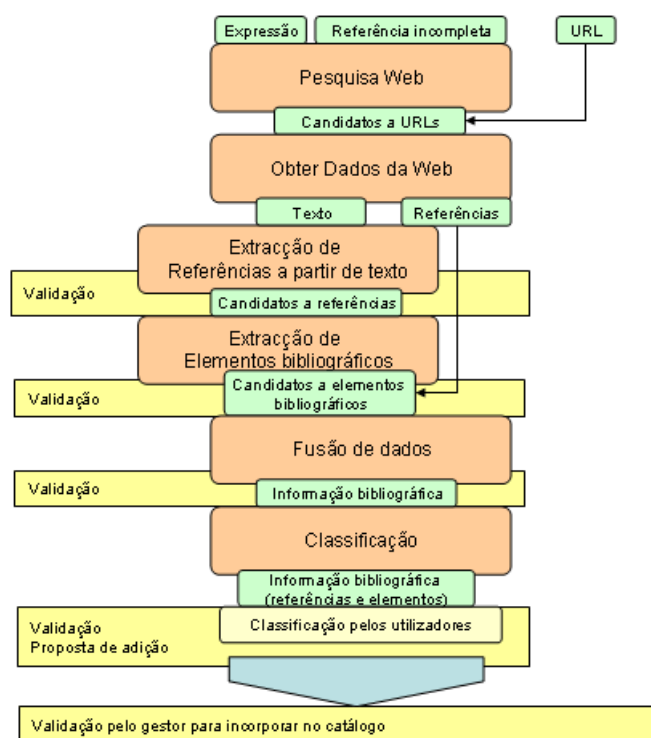 Expressão
Referência incompleta
URL
Pesquisa Web
Candidatos a URLs
Obter Dados da Web
Texto
Referências
Extracção de
Referências a partir de texto
Validação
Candidatos a referências
Extracção de
Elementos bibliográficos
Validação
Candidatos a elementos
bibliográficos
Fusão de dados
Validação
Informação bibliográfica
Classificação
Informação bibliográfica
(referências e elementos)
Validação
Proposta de adição
Classificação pelos utilizadores
Validação pelo gestor para incorporar no catálogo